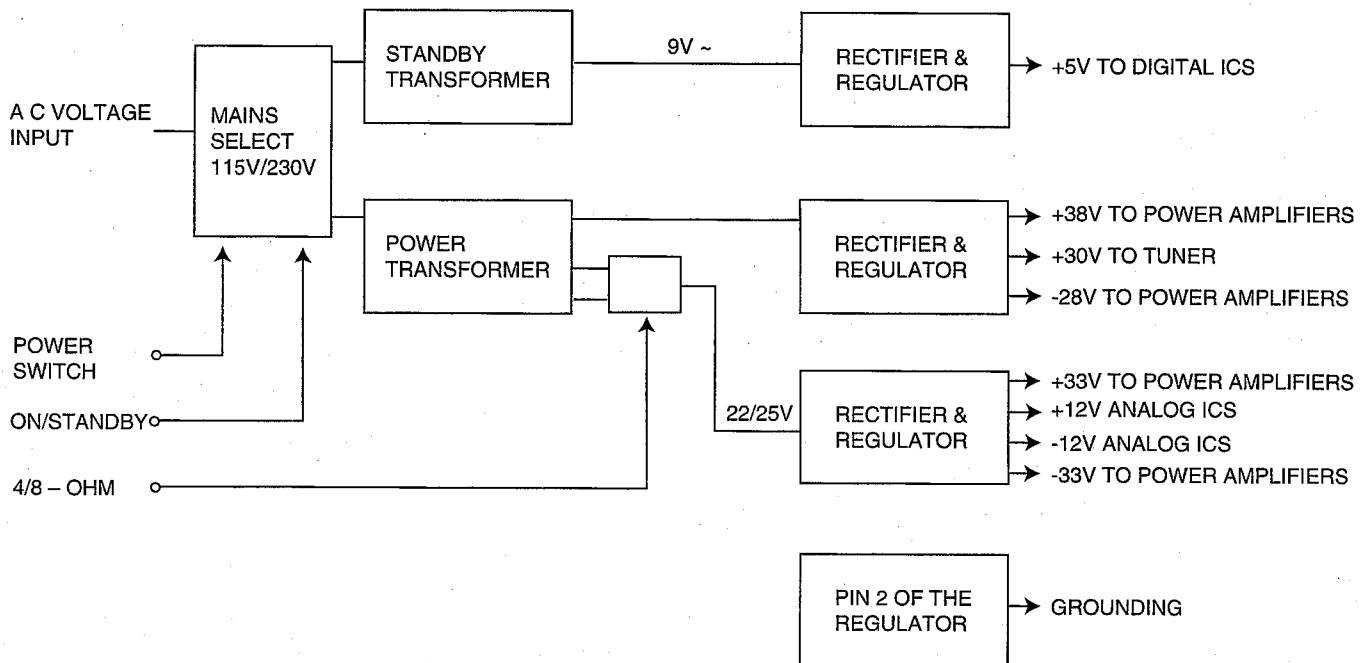 STANDBY
TRANSFORMER
9V ~
RECTIFIER &
REGULATOR
+5V TO DIGITAL ICS
A C VOLTAGE
INPUT
MAINS
SELECT
115V/230V
POWER
TRANSFORMER
RECTIFIER &
REGULATOR
+38V TO POWER AMPLIFIERS
+30V TO TUNER
-28V TO POWER AMPLIFIERS
POWER
SWITCH
ON/STANDBY
4/8 – OHM
22/25V
RECTIFIER &
REGULATOR
+33V TO POWER AMPLIFIERS
+12V ANALOG ICS
-12V ANALOG ICS
-33V TO POWER AMPLIFIERS
PIN 2 OF THE
REGULATOR
GROUNDING